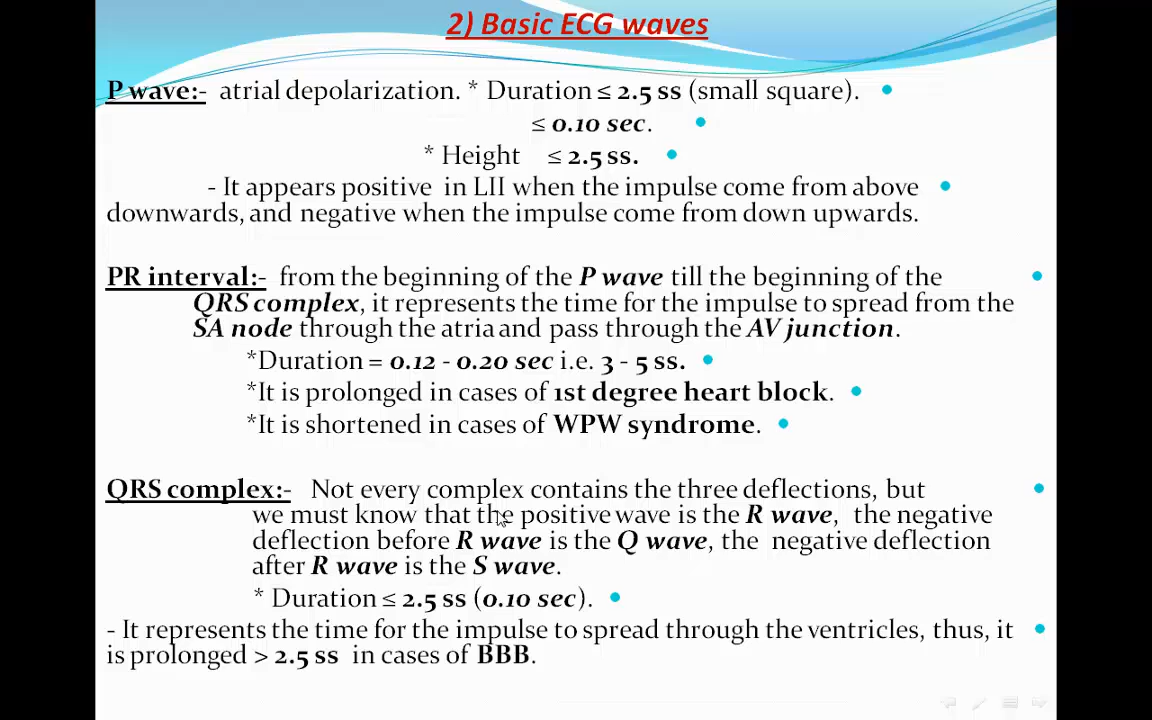 2) Basic ECG waves
P wave:- atrial depolarization. * Duration ≤ 2.5 ss (small square). •
≤ 0.10 sec. •
* Height ≤ 2.5 ss. •
- It appears positive in LII when the impulse come from above •
downwards, and negative when the impulse come from down upwards.
PR interval:- from the beginning of the P wave till the beginning of the •
QRS complex, it represents the time for the impulse to spread from the
SA node through the atria and pass through the AV junction.
*Duration = 0.12 - 0.20 sec i.e. 3 - 5 ss. •
*It is prolonged in cases of 1st degree heart block. •
*It is shortened in cases of WPW syndrome. •
QRS complex:- Not every complex contains the three deflections, but •
we must know that the positive wave is the R wave, the negative
deflection before R wave is the Q wave, the negative deflection
after R wave is the S wave.
* Duration ≤ 2.5 ss (0.10 sec). •
- It represents the time for the impulse to spread through the ventricles, thus, it •
is prolonged > 2.5 ss in cases of BBB.